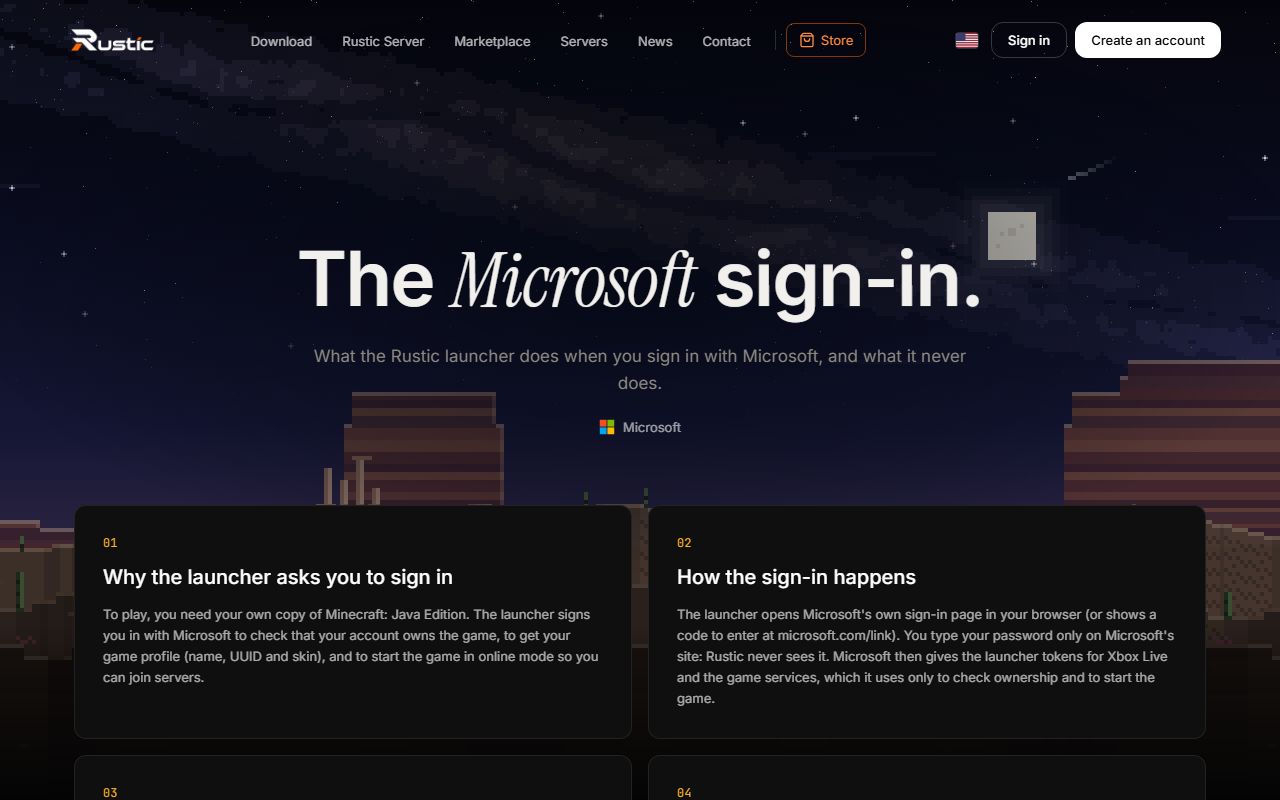 Rustic
Download
Rustic Server
Marketplace
Servers
News
Contact
Store
Sign in
Create an account
The Microsoft sign-in.
What the Rustic launcher does when you sign in with Microsoft, and what it never
does.
Microsoft
01
Why the launcher asks you to sign in
To play, you need your own copy of Minecraft: Java Edition. The launcher signs
you in with Microsoft to check that your account owns the game, to get your
game profile (name, UUID and skin), and to start the game in online mode so you
can join servers.
02
How the sign-in happens
The launcher opens Microsoft's own sign-in page in your browser (or shows a
code to enter at microsoft.com/link). You type your password only on Microsoft's
site: Rustic never sees it. Microsoft then gives the launcher tokens for Xbox Live
and the game services, which it uses only to check ownership and to start the
game.
03
04